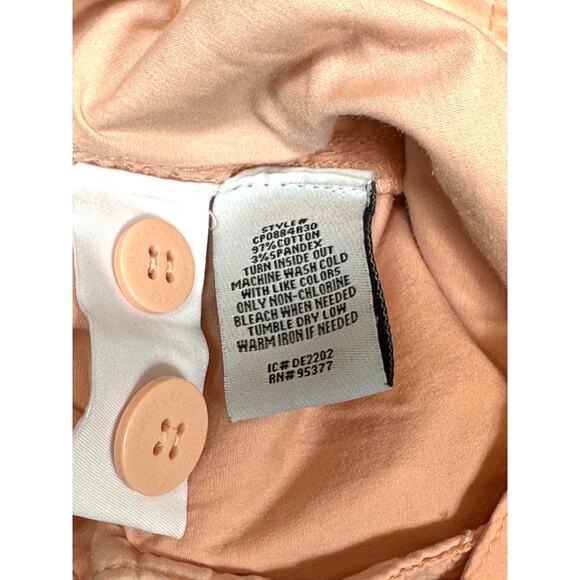 STYLE#
CP0884R3D
97%COTTON
3%SPANDEX
TURN INSIDE OUT
MACHINE WASH COLD
WITH LIKE COLORS
ONLY NON-CHLORINE
BLEACH WHEN NEEDED
TUMBLE DRY LOW
WARM IRON IF NEEDED
IC# DE2202
RN# 95377